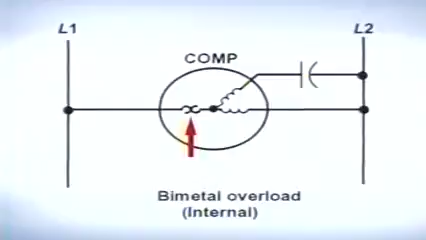 L1
L2
COMP
Bimetal overload
(Internal)